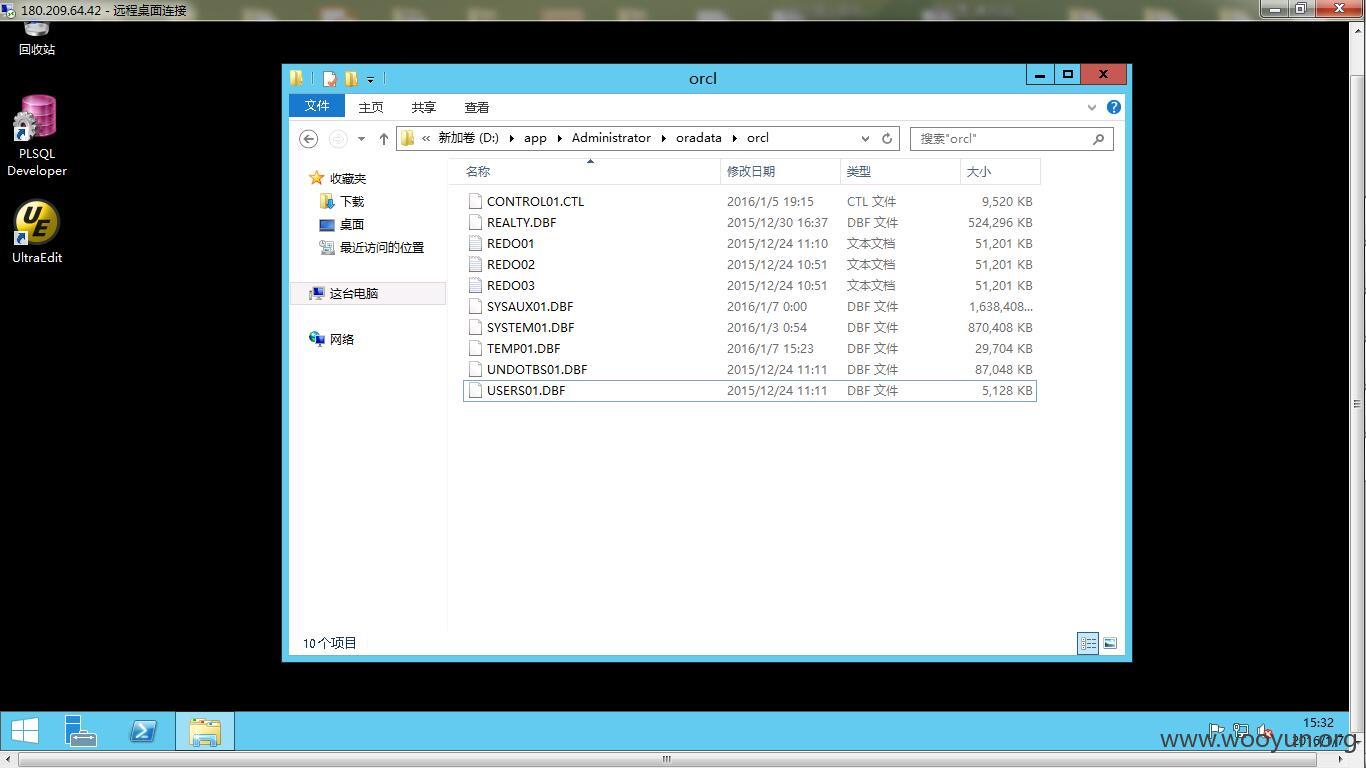 180.209.64.42 - 远程桌面连接
回收站
PLSQL
Developer
UltraEdit
orcl
文件 主页 共享 查看
« 新加卷 (D:) app Administrator oradata orcl
搜索"orcl"
收藏夹
下载
桌面
最近访问的位置
这台电脑
网络
名称 修改日期 类型 大小
CONTROL01.CTL 2016/1/5 19:15 CTL 文件 9,520 KB
REALTY.DBF 2015/12/30 16:37 DBF 文件 524,296 KB
REDO01 2015/12/24 11:10 文本文档 51,201 KB
REDO02 2015/12/24 10:51 文本文档 51,201 KB
REDO03 2015/12/24 10:51 文本文档 51,201 KB
SYSAUX01.DBF 2016/1/7 0:00 DBF 文件 1,638,408...
SYSTEM01.DBF 2016/1/3 0:54 DBF 文件 870,408 KB
TEMP01.DBF 2016/1/7 15:23 DBF 文件 29,704 KB
UNDOTBS01.DBF 2015/12/24 11:11 DBF 文件 87,048 KB
USERS01.DBF 2015/12/24 11:11 DBF 文件 5,128 KB
10个项目
15:32
2016/1/7
www.wooyun.org